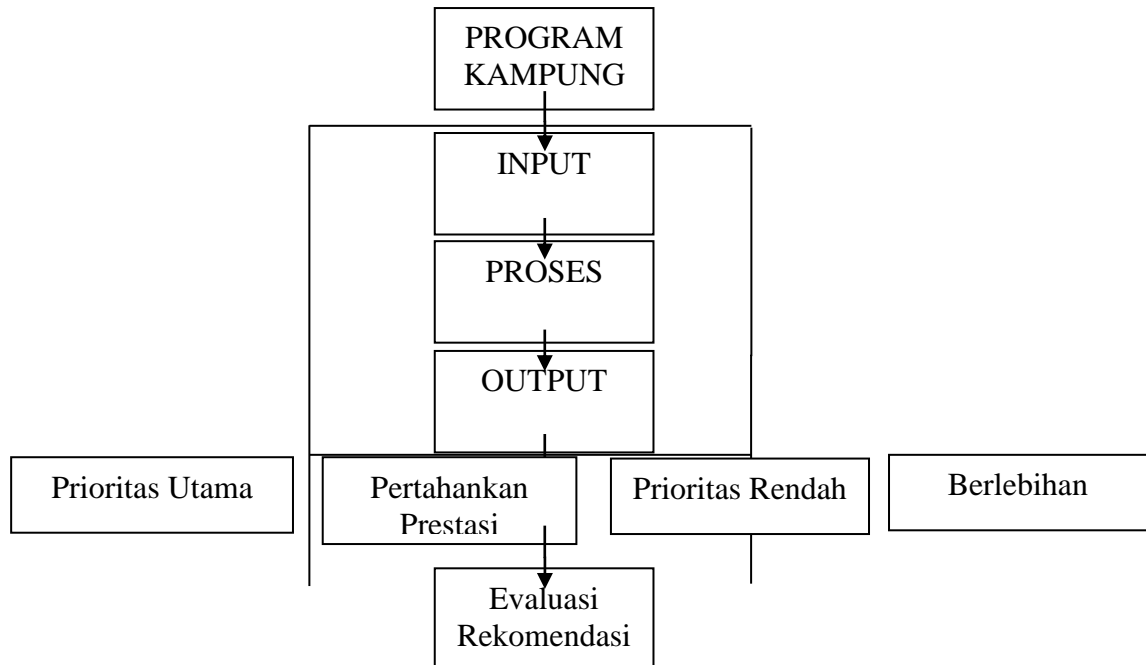 PROGRAM
KAMPUNG
INPUT
PROSES
OUTPUT
Prioritas Utama
Pertahankan
Prestasi
Prioritas Rendah
Berlebihan
Evaluasi
Rekomendasi